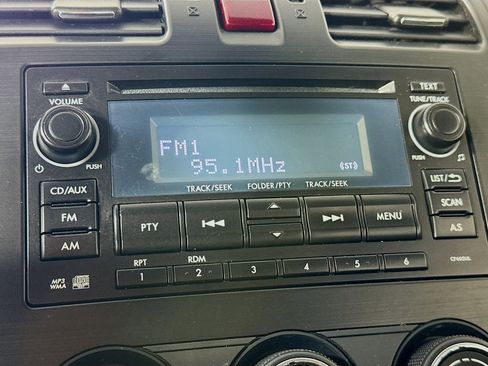 VOLUME
TEXT
TUNE/TRACK
FM1
95.1MHz
(ST)
PUSH
PUSH
TRACK/SEEK FOLDER/PTY TRACK/SEEK
CD/AUX
LIST/
FM
PTY
MENU
SCAN
AM
A.S
RPT RDM
1 2 3 4 5 6
MP3
WMA